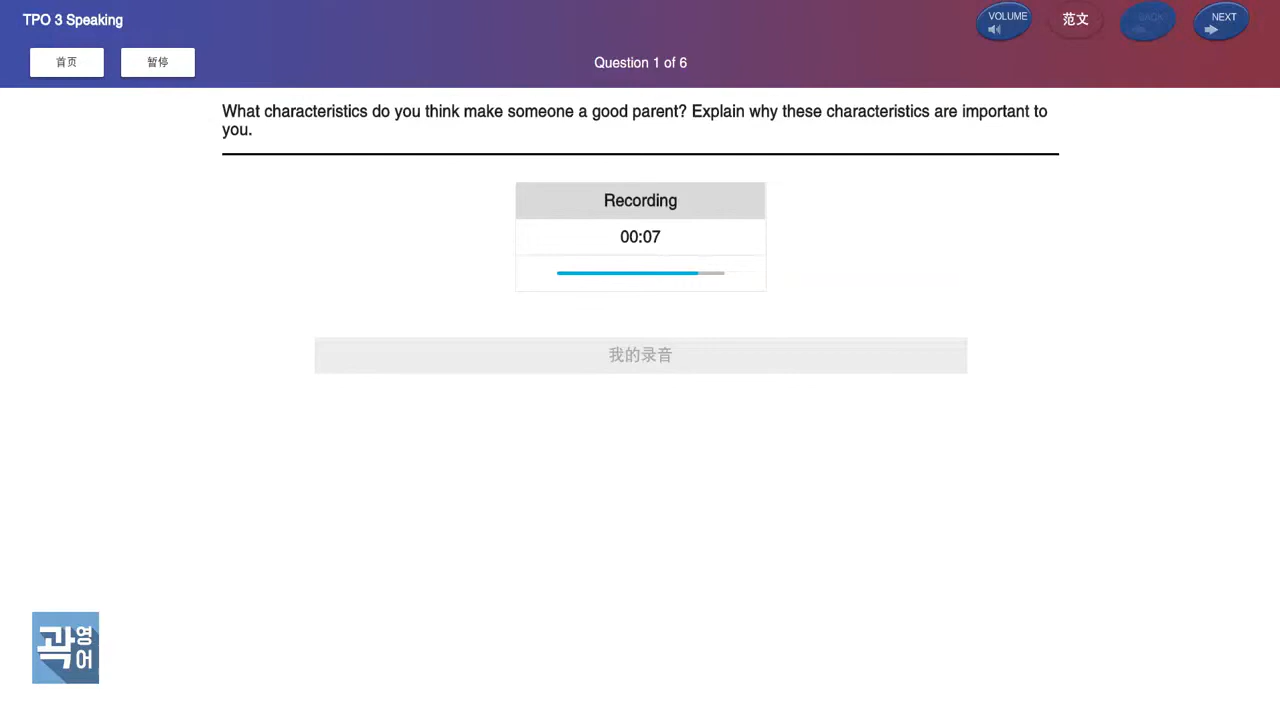 TPO 3 Speaking
VOLUME
范文
BACK
NEXT
首页
暂停
Question 1 of 6
What characteristics do you think make someone a good parent? Explain why these characteristics are important to
you.
Recording
00:07
我的录音
곽영어